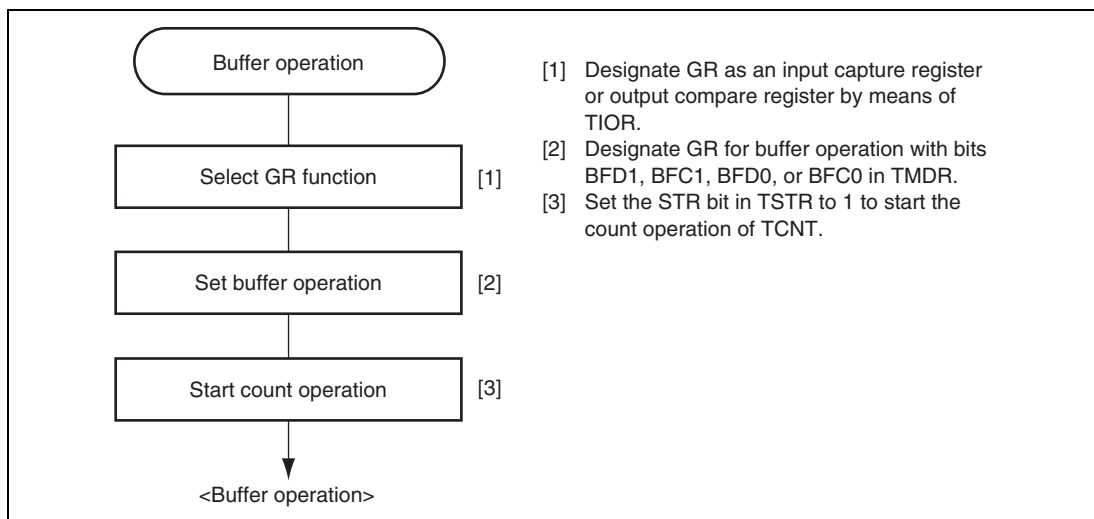 Buffer operation
Select GR function
[1]
Set buffer operation
[2]
Start count operation
[3]
<Buffer operation>
[1] Designate GR as an input capture register
or output compare register by means of
TIOR.
[2] Designate GR for buffer operation with bits
BFD1, BFC1, BFD0, or BFC0 in TMDR.
[3] Set the STR bit in TSTR to 1 to start the
count operation of TCNT.